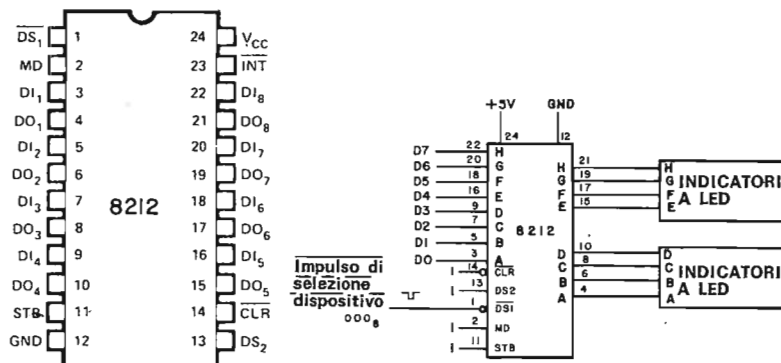 DS₁ 1 24 VCC
MD 2 23 INT
DI₁ 3 22 DI₈
DO₁ 4 21 DO₈
DI₂ 5 20 DI₇
DO₂ 6 19 DO₇
DI₃ 7 8212 18 DI₆
DO₃ 8 17 DO₆
DI₄ 9 16 DI₅
DO₄ 10 15 DO₅
STB 11 14 CLR
GND 12 13 DS₂
+5V GND
24 12
D7 22 H
D6 20 G
D5 18 F
D4 16 E
D3 9 D
D2 7 C
D1 5 B
D0 3 A
8212
1 14 CLR
1 13 DS2
1 DS1
1 2 MD
1 11 STB
Impulso di
selezione
dispositivo
000₈
H 21 H
G 19 G
F 17 F
E 15 E
INDICATORI
A LED
D 10 D
C 8 C
B 6 B
A 4 A
INDICATORI
A LED